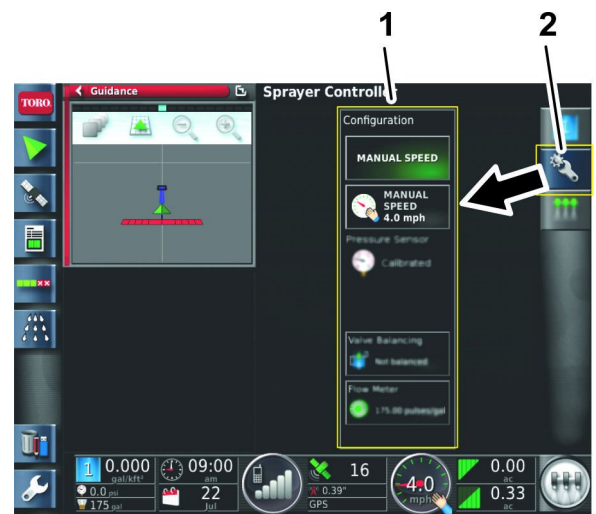 1
2
TORO.
Guidance
Sprayer Controller
Configuration
MANUAL SPEED
MANUAL
SPEED
4.0 mph
Pressure Sensor
Calibrated
Valve Balancing
Not balanced
Flow Meter
175.00 pulses/gal
1
0.000
gal/kft²
0.0 psi
175 gal
09:00
am
22
Jul
16
0.39"
GPS
4.0
mph
0.00
ac
0.33
ac